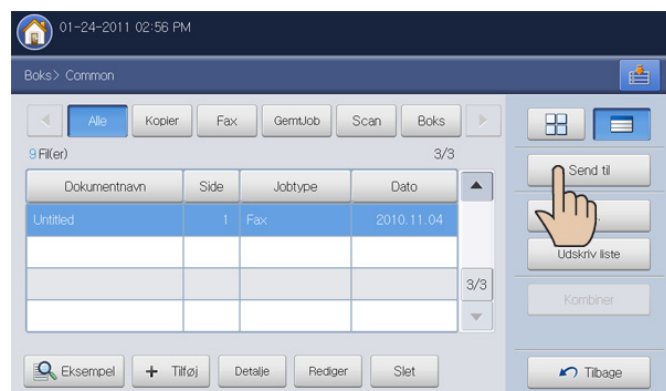 01-24-2011 02:56 PM
Boks> Common
Alle Kopier Fax GemtJob Scan Boks
9 Fil(er) 3/3
Dokumentnavn Side Jobtype Dato
Untitled 1 Fax 2010.11.04
3/3
Eksempel + Tilføj Detalje Rediger Slet
Send til
Udskriv liste
Kombiner
Tilbage